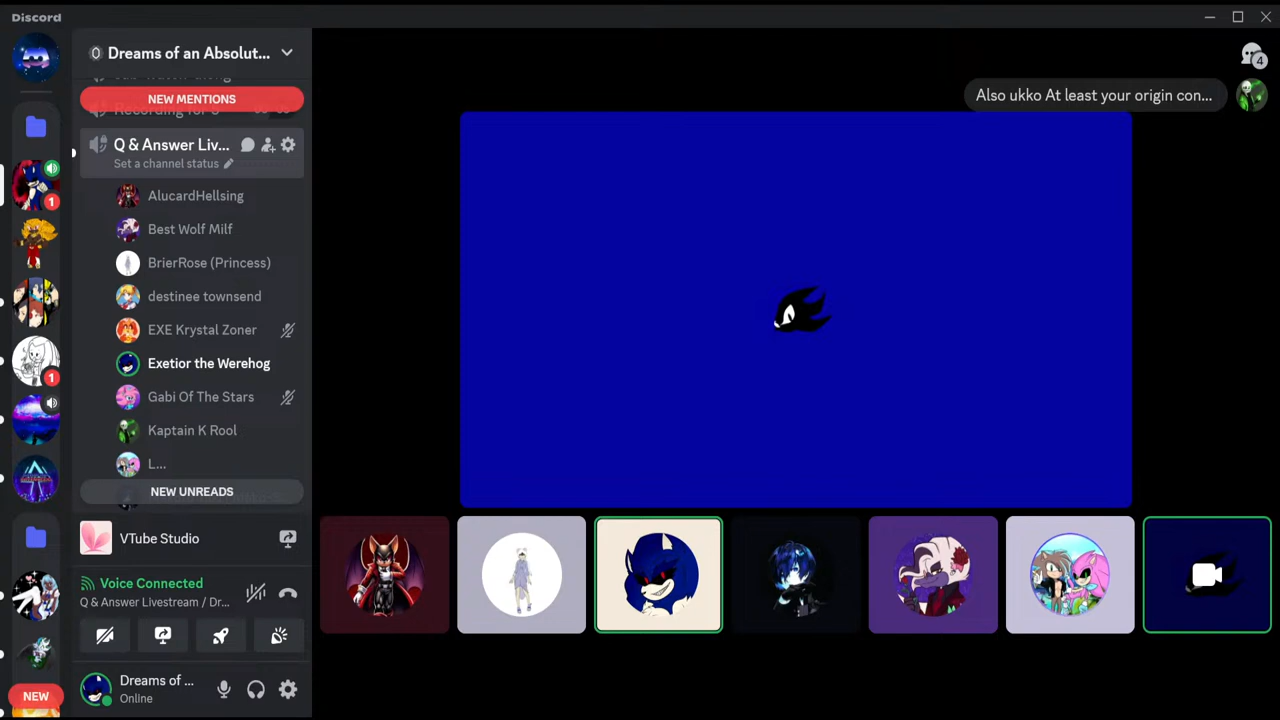 Discord
Dreams of an Absolut...
NEW MENTIONS
Q & Answer Liv...
Set a channel status
AlucardHellsing
Best Wolf Milf
BrierRose (Princess)
destinee townsend
EXE Krystal Zoner
Exetior the Werehog
Gabi Of The Stars
Kaptain K Rool
L...
NEW UNREADS
VTube Studio
Voice Connected
Q & Answer Livestream / Dr...
Dreams of ...
Online
NEW
1
1
4
Also ukko At least your origin con...